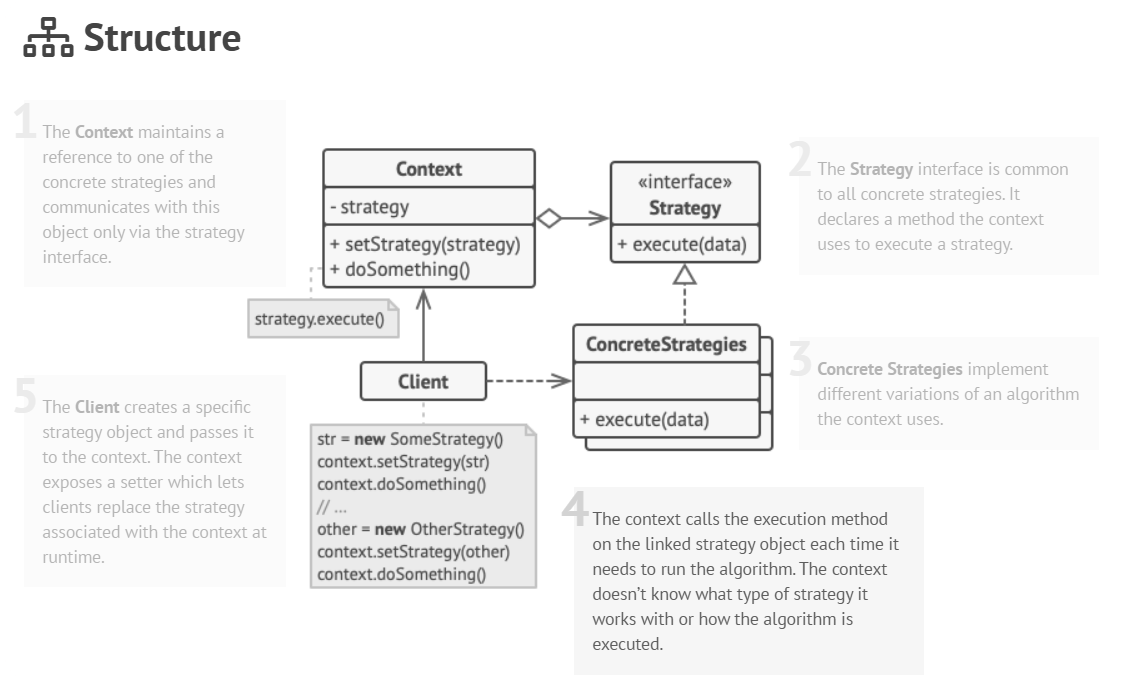 Structure
1
The Context maintains a
reference to one of the
concrete strategies and
communicates with this
object only via the strategy
interface.
Context
- strategy
+ setStrategy(strategy)
+ doSomething()
strategy.execute()
«interface»
Strategy
+ execute(data)
2
The Strategy interface is common
to all concrete strategies. It
declares a method the context
uses to execute a strategy.
ConcreteStrategies
+ execute(data)
3
Concrete Strategies implement
different variations of an algorithm
the context uses.
Client
str = new SomeStrategy()
context.setStrategy(str)
context.doSomething()
// ...
other = new OtherStrategy()
context.setStrategy(other)
context.doSomething()
4
The context calls the execution method
on the linked strategy object each time it
needs to run the algorithm. The context
doesn’t know what type of strategy it
works with or how the algorithm is
executed.
5
The Client creates a specific
strategy object and passes it
to the context. The context
exposes a setter which lets
clients replace the strategy
associated with the context at
runtime.